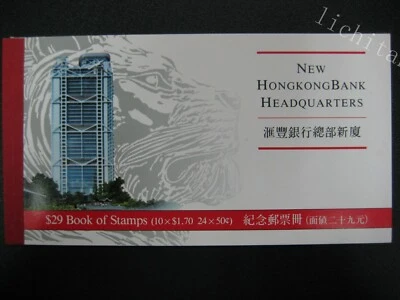 lichita
NEW
HONGKONGBANK
HEADQUARTERS
滙豐銀行總部新廈
$29 Book of Stamps (10×$1.70 24×50¢) 紀念郵票冊 (面值二十九元)